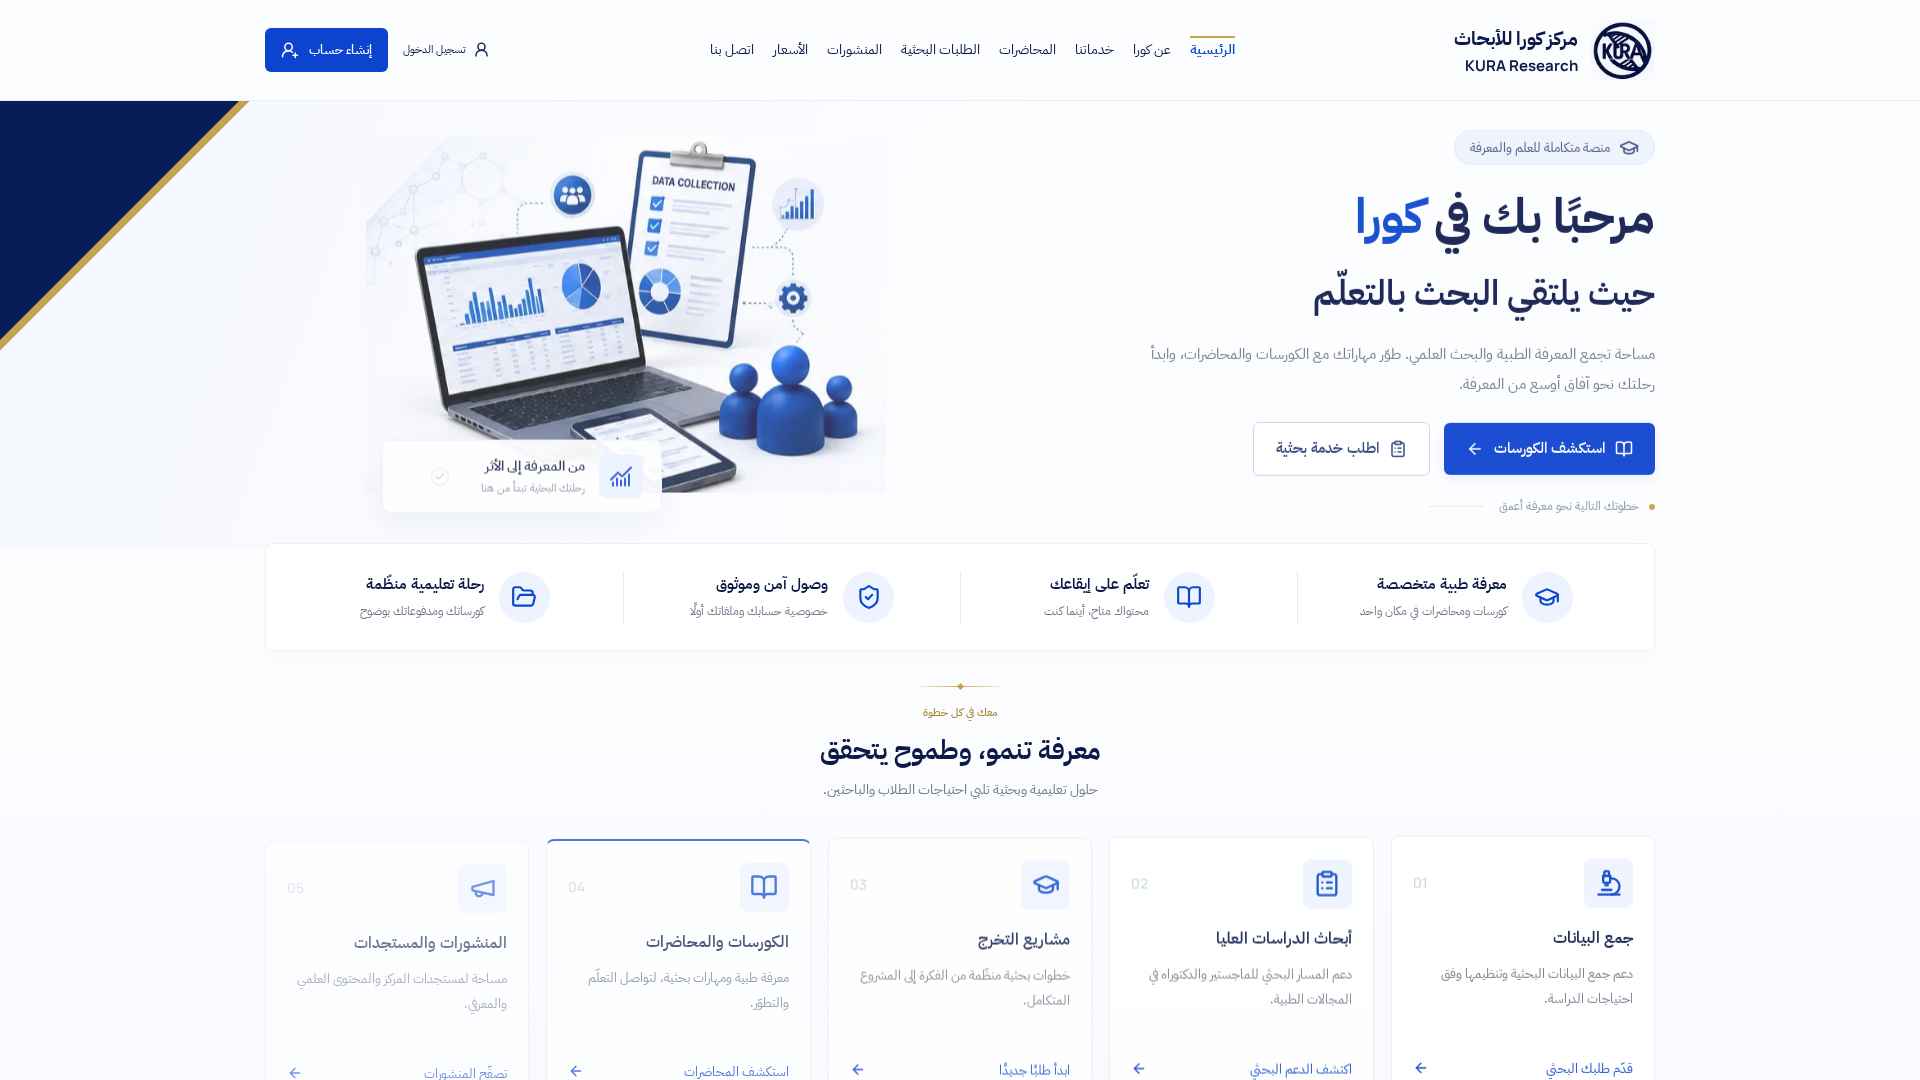 مركز كورا للأبحاث
KURA Research
KURA
الرئيسية
عن كورا
خدماتنا
المحاضرات
الطلبات البحثية
المنشورات
الأسعار
اتصل بنا
تسجيل الدخول
إنشاء حساب
منصة متكاملة للعلم والمعرفة
مرحبًا بك في كورا
حيث يلتقي البحث بالتعلّم
مساحة تجمع المعرفة الطبية والبحث العلمي. طوّر مهاراتك مع الكورسات والمحاضرات، وابدأ
رحلتك نحو آفاق أوسع من المعرفة.
استكشف الكورسات
اطلب خدمة بحثية
خطوتك التالية نحو معرفة أعمق
DATA COLLECTION
من المعرفة إلى الأثر
رحلتك البحثية تبدأ من هنا
معرفة طبية متخصصة
كورسات ومحاضرات في مكان واحد
تعلّم على إيقاعك
محتواك متاح، أينما كنت
وصول آمن وموثوق
خصوصية حسابك وملفاتك أولًا
رحلة تعليمية منظّمة
كورساتك ومدفوعاتك بوضوح
معك في كل خطوة
معرفة تنمو، وطموح يتحقق
حلول تعليمية وبحثية تلبي احتياجات الطلاب والباحثين.
01
جمع البيانات
دعم جمع البيانات البحثية وتنظيمها وفق
احتياجات الدراسة.
قدّم طلبك البحثي
02
أبحاث الدراسات العليا
دعم المسار البحثي للماجستير والدكتوراه في
المجالات الطبية.
اكتشف الدعم البحثي
03
مشاريع التخرج
خطوات بحثية منظّمة من الفكرة إلى المشروع
المتكامل.
ابدأ طلبًا جديدًا
04
الكورسات والمحاضرات
معرفة طبية ومهارات بحثية، لتواصل التعلّم
والتطوّر.
استكشف المحاضرات
05
المنشورات والمستجدات
مساحة لمستجدات المركز والمحتوى العلمي
والمعرفي.
تصفّح المنشورات